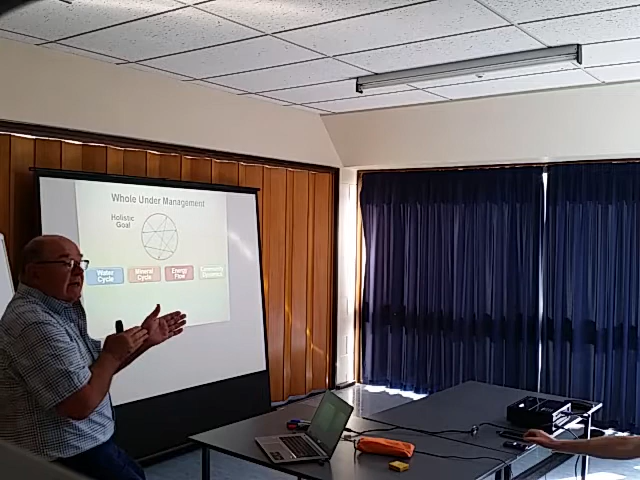 Whole Under Management
Holistic
Goal
Water
Cycle
Mineral
Cycle
Energy
Flow
Community
Dynamics